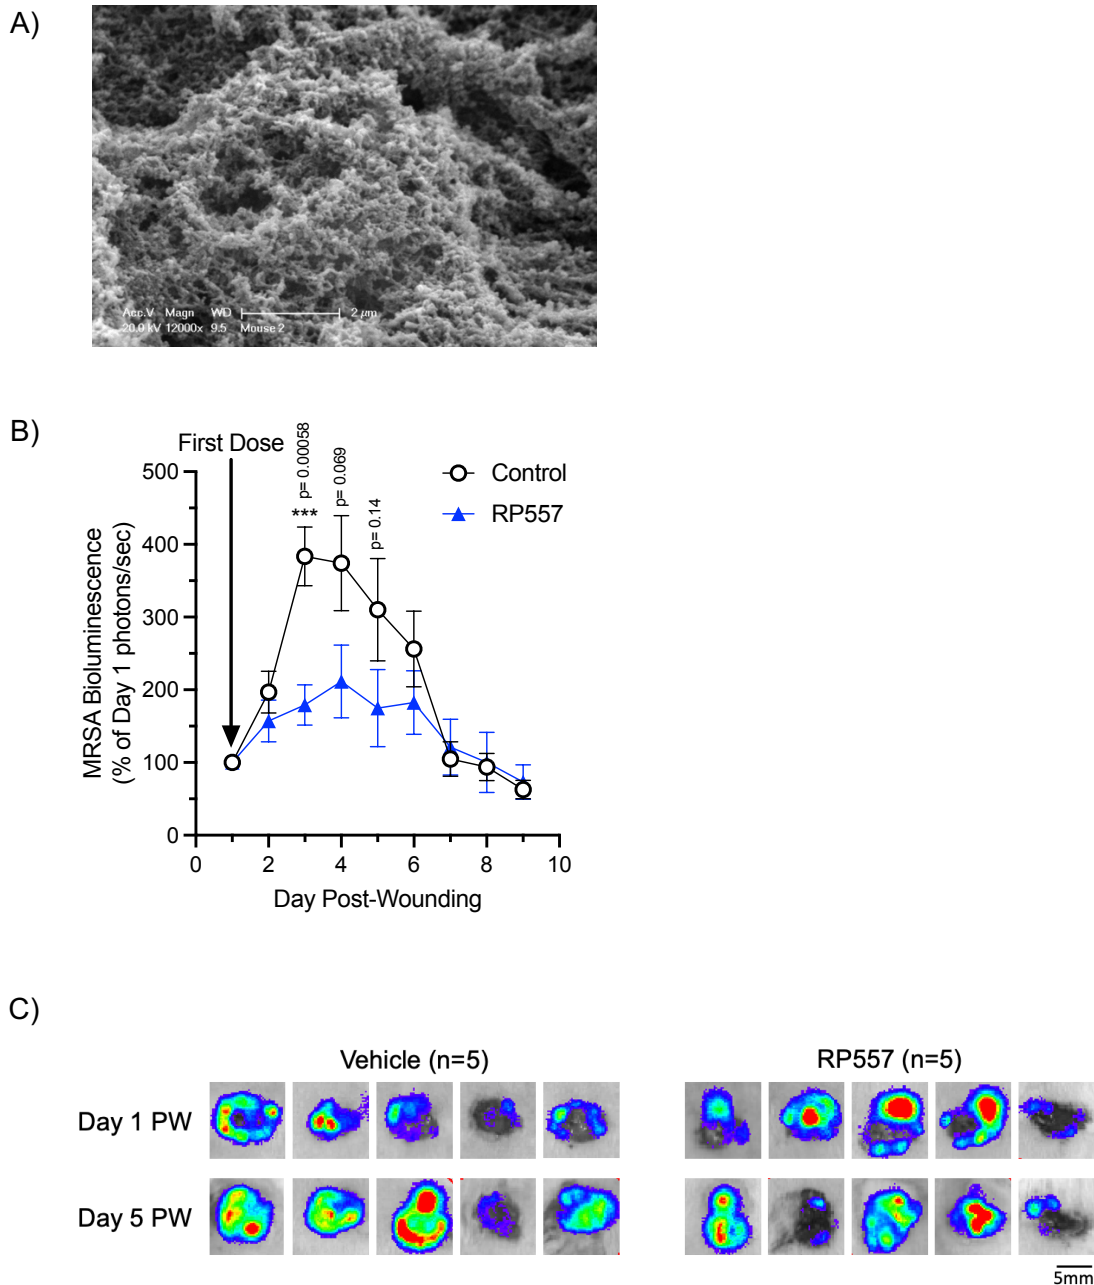 A)
Acc.V Magn WD 2 µm
20.0 kV 12000x 9.5 Mouse 2
B)
First Dose
p= 0.00058
***
p= 0.069
p= 0.14
Control
RP557
MRSA Bioluminescence
(% of Day 1 photons/sec)
500
400
300
200
100
0
0 2 4 6 8 10
Day Post-Wounding
C)
Vehicle (n=5) RP557 (n=5)
Day 1 PW
Day 5 PW
5mm